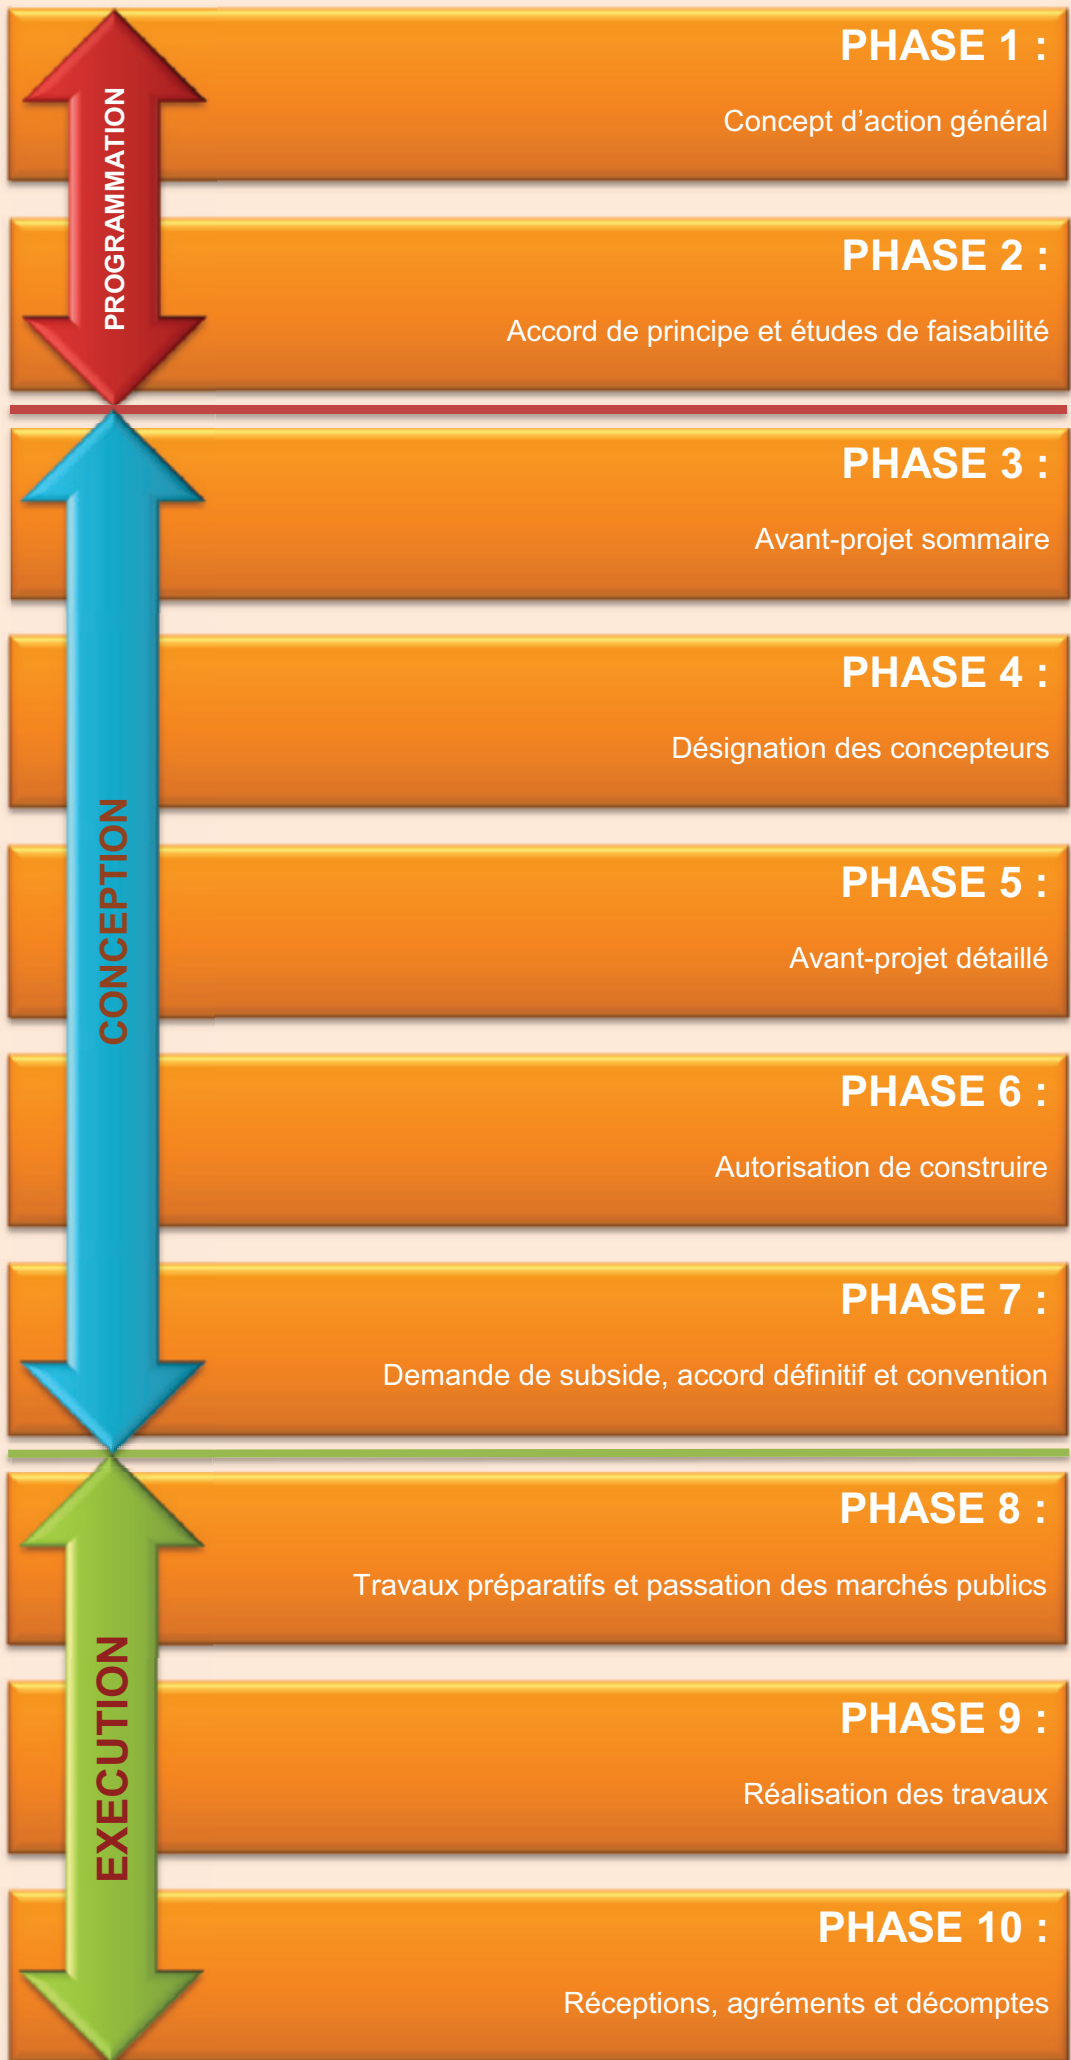 PROGRAMMATION
PHASE 1 :
Concept d’action général
PHASE 2 :
Accord de principe et études de faisabilité
CONCEPTION
PHASE 3 :
Avant-projet sommaire
PHASE 4 :
Désignation des concepteurs
PHASE 5 :
Avant-projet détaillé
PHASE 6 :
Autorisation de construire
PHASE 7 :
Demande de subside, accord définitif et convention
EXECUTION
PHASE 8 :
Travaux préparatifs et passation des marchés publics
PHASE 9 :
Réalisation des travaux
PHASE 10 :
Réceptions, agréments et décomptes